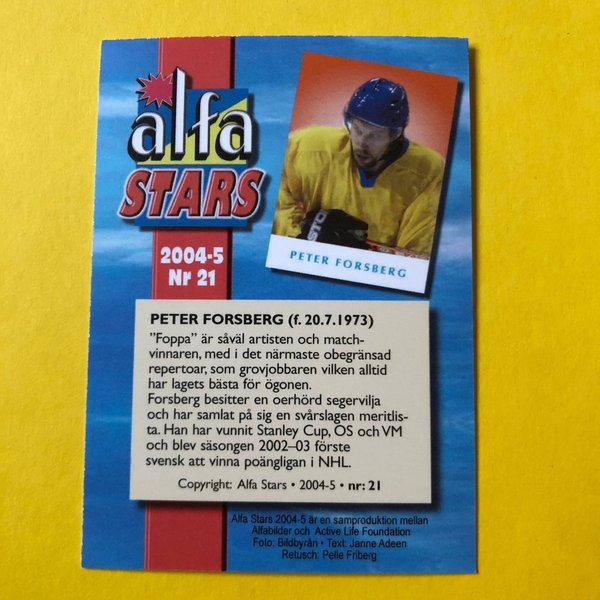 alfa
STARS
2004-5
Nr 21
PETER FORSBERG
PETER FORSBERG (f. 20.7.1973)
"Foppa" är såväl artisten och match-
vinnaren, med i det närmaste obegränsad
repertoar, som grovjobbaren vilken alltid
har lagets bästa för ögonen.
Forsberg besitter en oerhörd segervilja
och har samlat på sig en svårslagen meritlis-
ta. Han har vunnit Stanley Cup, OS och VM
och blev säsongen 2002–03 förste
svensk att vinna poängligan i NHL.
Copyright: Alfa Stars • 2004-5 • nr: 21
Alfa Stars 2004-5 är en samproduktion mellan
Alfabilder och Active Life Foundation
Foto: Bildbyrån • Text: Janne Adeen
Retusch: Pelle Friberg